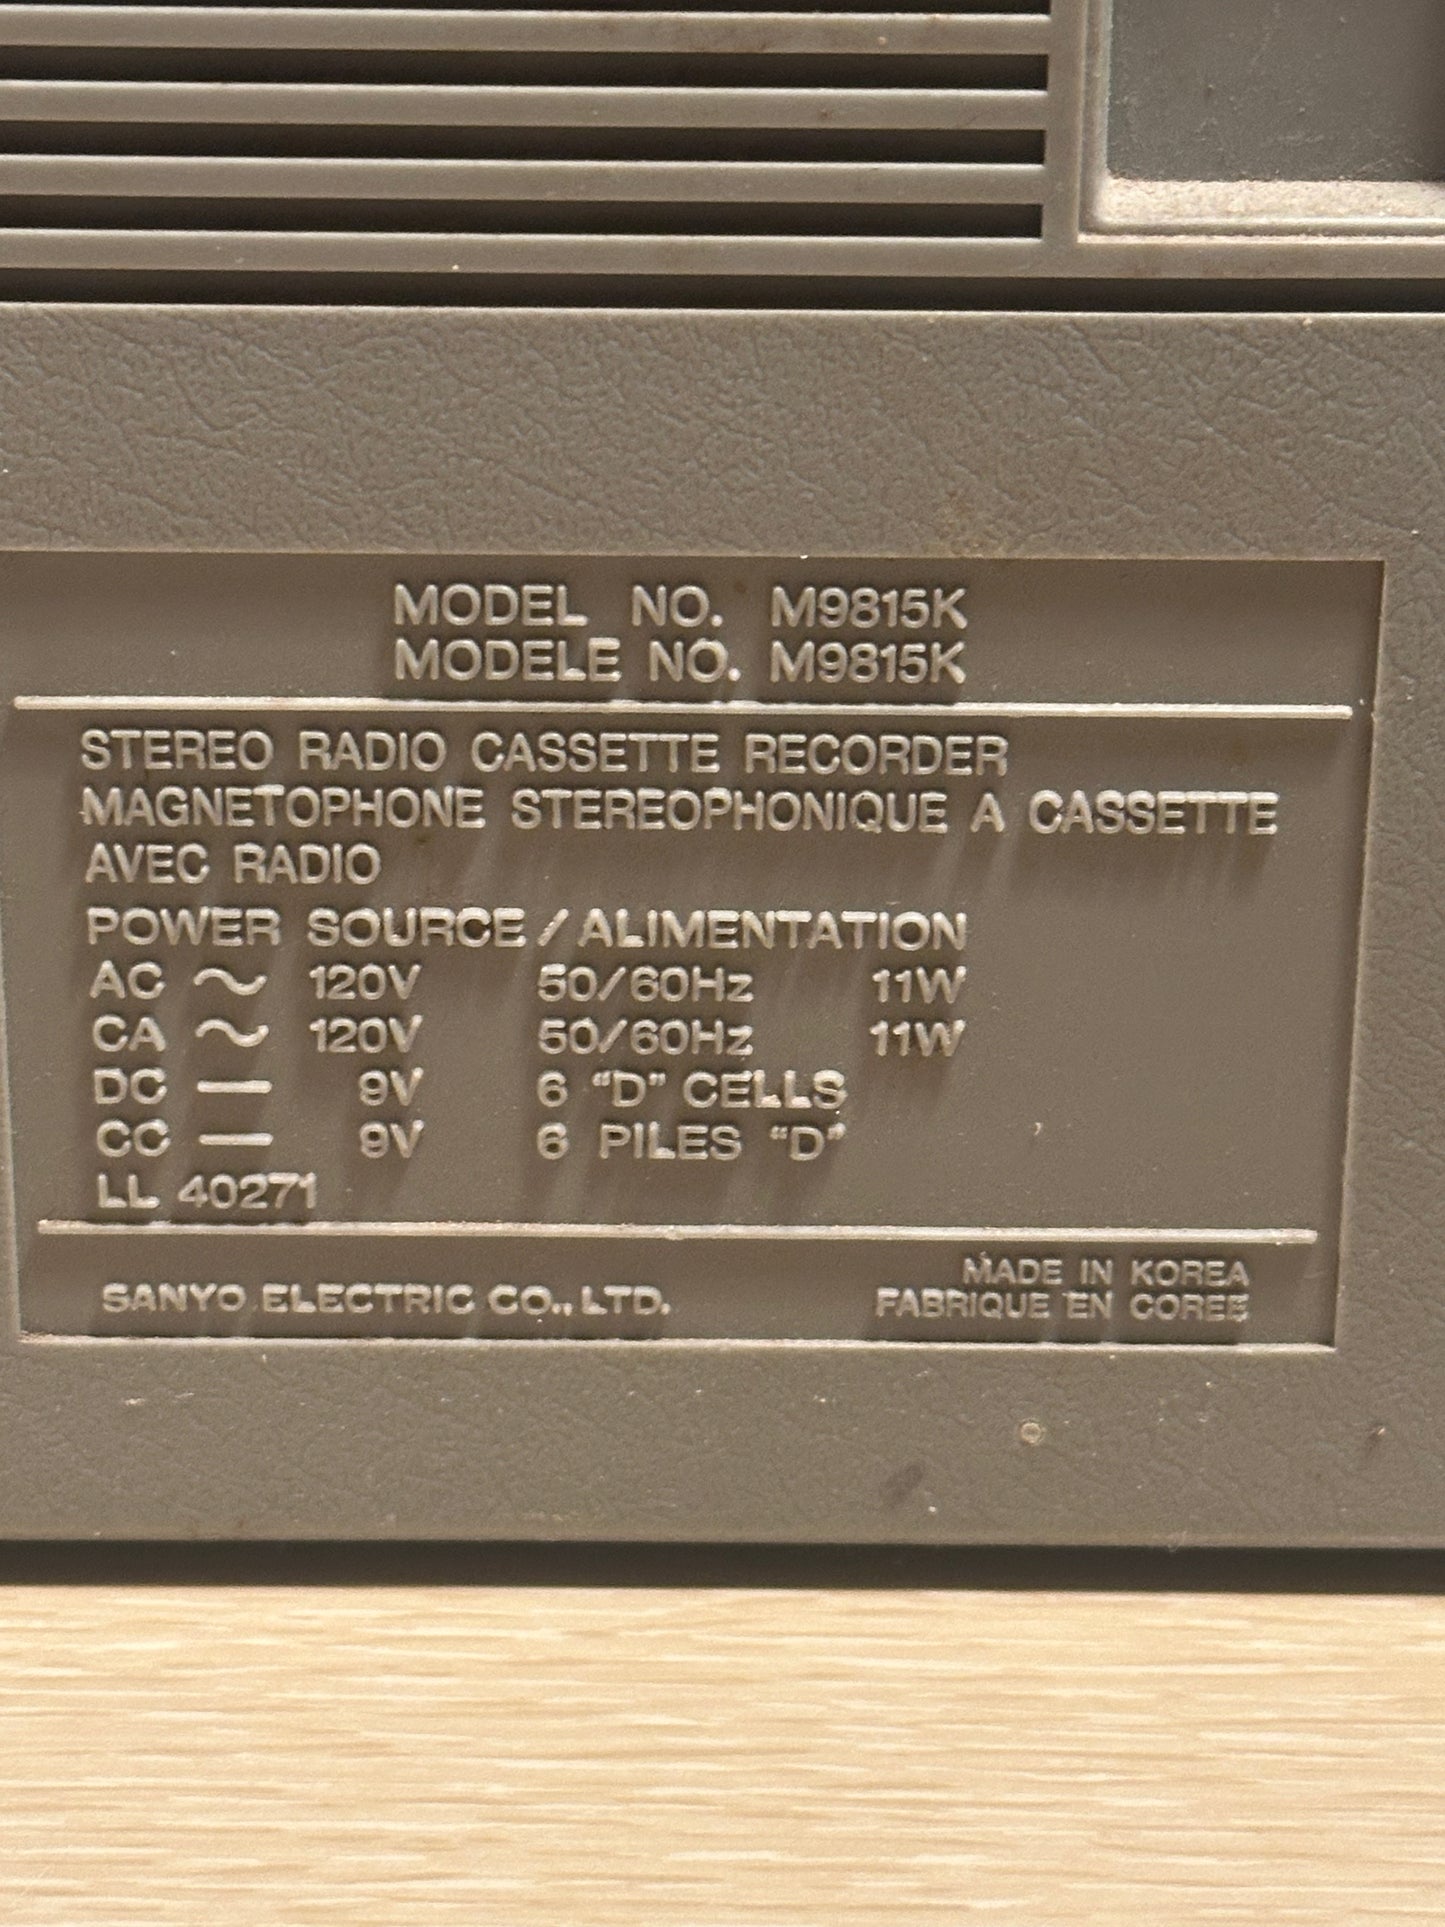 MODEL NO. M9815K
MODELE NO. M9815K
STEREO RADIO CASSETTE RECORDER
MAGNETOPHONE STEREOPHONIQUE A CASSETTE
AVEC RADIO
POWER SOURCE / ALIMENTATION
AC ~ 120V 50/60Hz 11W
CA ~ 120V 50/60Hz 11W
DC — 9V 6 “D” CELLS
CC — 9V 6 PILES “D”
LL 40271
SANYO ELECTRIC CO., LTD.
MADE IN KOREA
FABRIQUE EN COREE